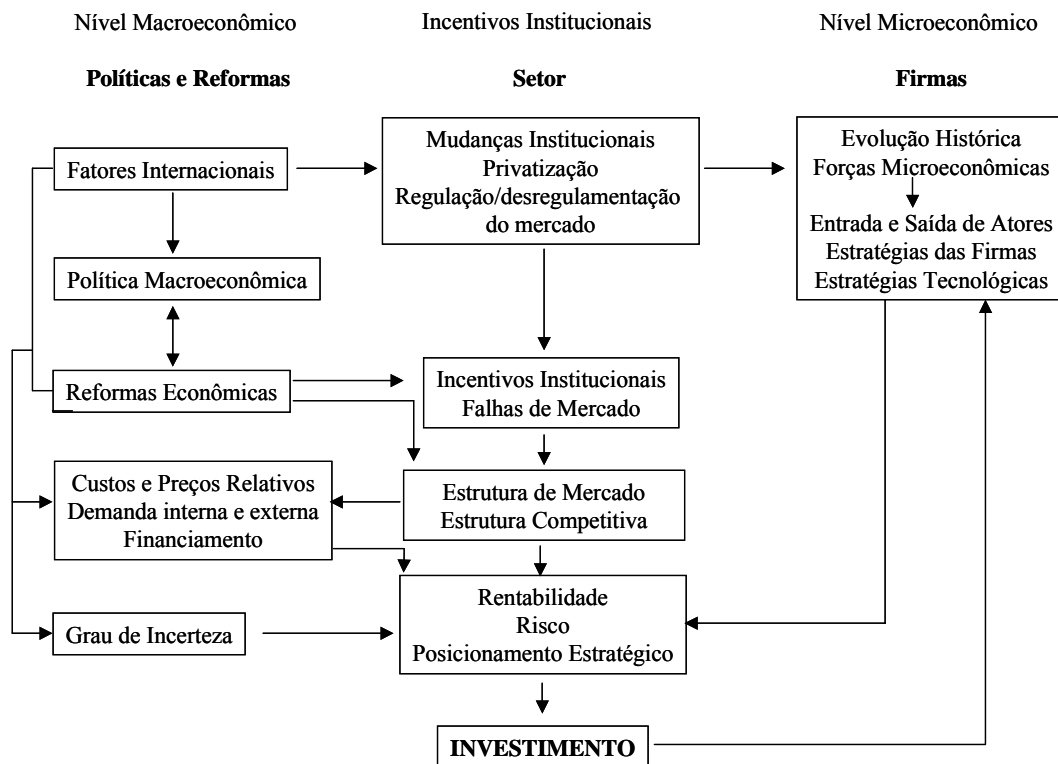 Nível Macroeconômico
Incentivos Institucionais
Nível Microeconômico
Políticas e Reformas
Setor
Firmas
Fatores Internacionais
Mudanças Institucionais
Privatização
Regulação/desregulamentação
do mercado
Evolução Histórica
Forças Microeconômicas
Entrada e Saída de Atores
Estratégias das Firmas
Estratégias Tecnológicas
Política Macroeconômica
Reformas Econômicas
Incentivos Institucionais
Falhas de Mercado
Custos e Preços Relativos
Demanda interna e externa
Financiamento
Estrutura de Mercado
Estrutura Competitiva
Grau de Incerteza
Rentabilidade
Risco
Posicionamento Estratégico
INVESTIMENTO